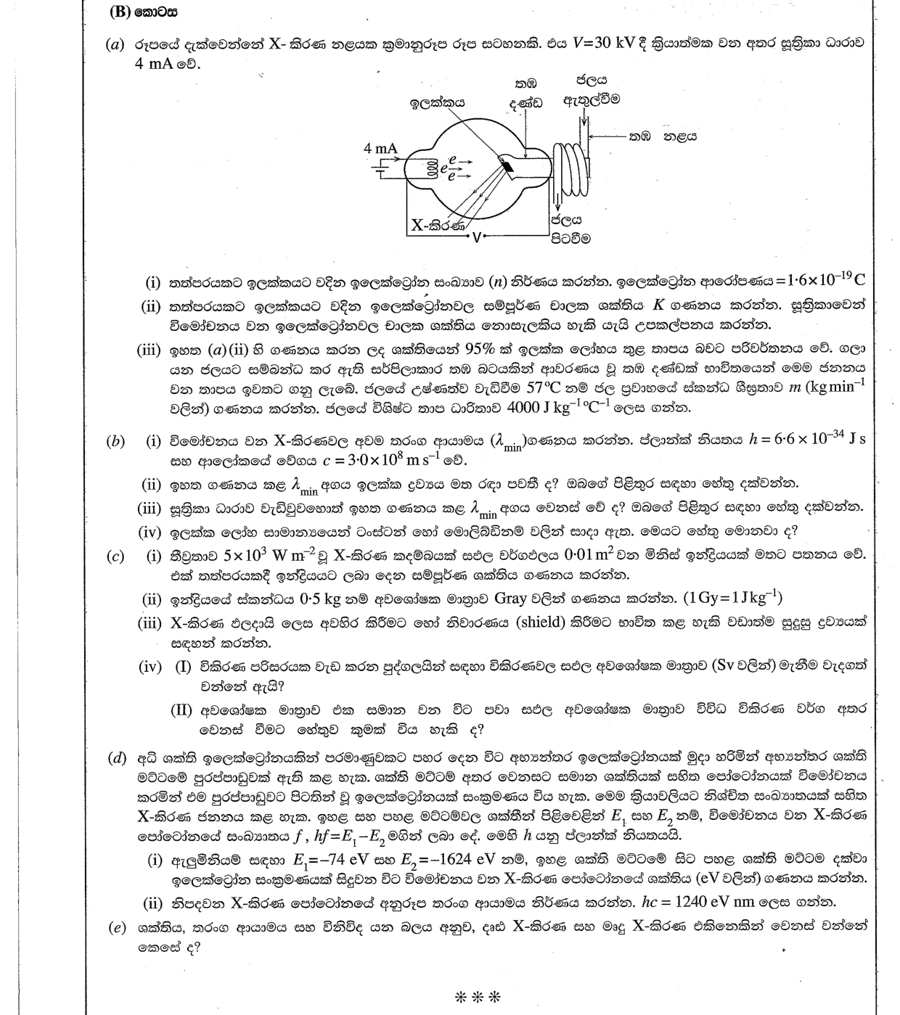 (B) කොටස
(a) රූපයේ දැක්වෙන්නේ X- කිරණ නළයක ක්‍රමානුරූප රූප සටහනකි. එය V=30 kV දී ක්‍රියාත්මක වන අතර සූත්‍රිකා ධාරාව
4 mA වේ.
තඹ දණ්ඩ
ජලය ඇතුල්වීම
ඉලක්කය
තඹ නළය
4 mA
e
e
e
X-කිරණ
V
ජලය පිටවීම
(i) තත්පරයකට ඉලක්කයට වදින ඉලෙක්ට්‍රෝන සංඛ්‍යාව (n) නිර්ණය කරන්න. ඉලෙක්ට්‍රෝන ආරෝපණය = 1·6×10⁻¹⁹ C
(ii) තත්පරයකට ඉලක්කයට වදින ඉලෙක්ට්‍රෝනවල සම්පූර්ණ චාලක ශක්තිය K ගණනය කරන්න. සූත්‍රිකාවෙන්
විමෝචනය වන ඉලෙක්ට්‍රෝනවල චාලක ශක්තිය නොසැලකිය හැකි යැයි උපකල්පනය කරන්න.
(iii) ඉහත (a)(ii) හි ගණනය කරන ලද ශක්තියෙන් 95% ක් ඉලක්ක ලෝහය තුළ තාපය බවට පරිවර්තනය වේ. ගලා
යන ජලයට සම්බන්ධ කර ඇති සර්පිලාකාර තඹ බටයකින් ආවරණය වූ තඹ දණ්ඩක් භාවිතයෙන් මෙම ජනනය
වන තාපය ඉවතට ගනු ලැබේ. ජලයේ උෂ්ණත්ව වැඩිවීම 57 °C නම් ජල ප්‍රවාහයේ ස්කන්ධ ශීඝ්‍රතාව m (kg min⁻¹
වලින්) ගණනය කරන්න. ජලයේ විශිෂ්ට තාප ධාරිතාව 4000 J kg⁻¹ °C⁻¹ ලෙස ගන්න.
(b) (i) විමෝචනය වන X-කිරණවල අවම තරංග ආයාමය (λmin) ගණනය කරන්න. ප්ලාන්ක් නියතය h = 6·6 × 10⁻³⁴ J s
සහ ආලෝකයේ වේගය c = 3·0×10⁸ m s⁻¹ වේ.
(ii) ඉහත ගණනය කළ λmin අගය ඉලක්ක ද්‍රව්‍යය මත රඳා පවතී ද? ඔබගේ පිළිතුර සඳහා හේතු දක්වන්න.
(iii) සූත්‍රිකා ධාරාව වැඩිවුවහොත් ඉහත ගණනය කළ λmin අගය වෙනස් වේ ද? ඔබගේ පිළිතුර සඳහා හේතු දක්වන්න.
(iv) ඉලක්ක ලෝහ සාමාන්‍යයෙන් ටංස්ටන් හෝ මොලිබ්ඩිනම් වලින් සාදා ඇත. මෙයට හේතු මොනවා ද?
(c) (i) තීව්‍රතාව 5×10³ W m⁻² වූ X-කිරණ කදම්බයක් සඵල වර්ගඵලය 0·01 m² වන මිනිස් ඉන්ද්‍රියයක් මතට පතනය වේ.
එක් තත්පරයකදී ඉන්ද්‍රියයට ලබා දෙන සම්පූර්ණ ශක්තිය ගණනය කරන්න.
(ii) ඉන්ද්‍රියයේ ස්කන්ධය 0·5 kg නම් අවශෝෂක මාත්‍රාව Gray වලින් ගණනය කරන්න. (1 Gy = 1 J kg⁻¹)
(iii) X-කිරණ ඵලදායි ලෙස අවහිර කිරීමට හෝ නිවාරණය (shield) කිරීමට භාවිත කළ හැකි වඩාත්ම සුදුසු ද්‍රව්‍යයක්
සඳහන් කරන්න.
(iv) (I) විකිරණ පරිසරයක වැඩ කරන පුද්ගලයින් සඳහා විකිරණවල සඵල අවශෝෂක මාත්‍රාව (Sv වලින්) මැනීම වැදගත්
වන්නේ ඇයි?
(II) අවශෝෂක මාත්‍රාව එක සමාන වන විට පවා සඵල අවශෝෂක මාත්‍රාව විවිධ විකිරණ වර්ග අතර
වෙනස් වීමට හේතුව කුමක් විය හැකි ද?
(d) අධි ශක්ති ඉලෙක්ට්‍රෝනයකින් පරමාණුවකට පහර දෙන විට අභ්‍යන්තර ඉලෙක්ට්‍රෝනයක් මුදා හරිමින් අභ්‍යන්තර ශක්ති
මට්ටමේ පුරප්පාඩුවක් ඇති කළ හැක. ශක්ති මට්ටම් අතර වෙනසට සමාන ශක්තියක් සහිත පෝටෝනයක් විමෝචනය
කරමින් එම පුරප්පාඩුවට පිටතින් වූ ඉලෙක්ට්‍රෝනයක් සංක්‍රමණය විය හැක. මෙම ක්‍රියාවලියට නිශ්චිත සංඛ්‍යාතයක් සහිත
X-කිරණ ජනනය කළ හැක. ඉහළ සහ පහළ මට්ටම්වල ශක්තීන් පිළිවෙළින් E₁ සහ E₂ නම්, විමෝචනය වන X-කිරණ
පෝටෝනයේ සංඛ්‍යාතය f , hf=E₁−E₂ මගින් ලබා දේ. මෙහි h යනු ප්ලාන්ක් නියතයයි.
(i) ඇලුමිනියම් සඳහා E₁=−74 eV සහ E₂=−1624 eV නම්, ඉහළ ශක්ති මට්ටමේ සිට පහළ ශක්ති මට්ටම දක්වා
ඉලෙක්ට්‍රෝන සංක්‍රමණයක් සිදුවන විට විමෝචනය වන X-කිරණ පෝටෝනයේ ශක්තිය (eV වලින්) ගණනය කරන්න.
(ii) නිපදවන X-කිරණ පෝටෝනයේ අනුරූප තරංග ආයාමය නිර්ණය කරන්න. hc = 1240 eV nm ලෙස ගන්න.
(e) ශක්තිය, තරංග ආයාමය සහ විනිවිද යන බලය අනුව, දෘඪ X-කිරණ සහ මෘදු X-කිරණ එකිනෙකින් වෙනස් වන්නේ
කෙසේ ද?
＊＊＊